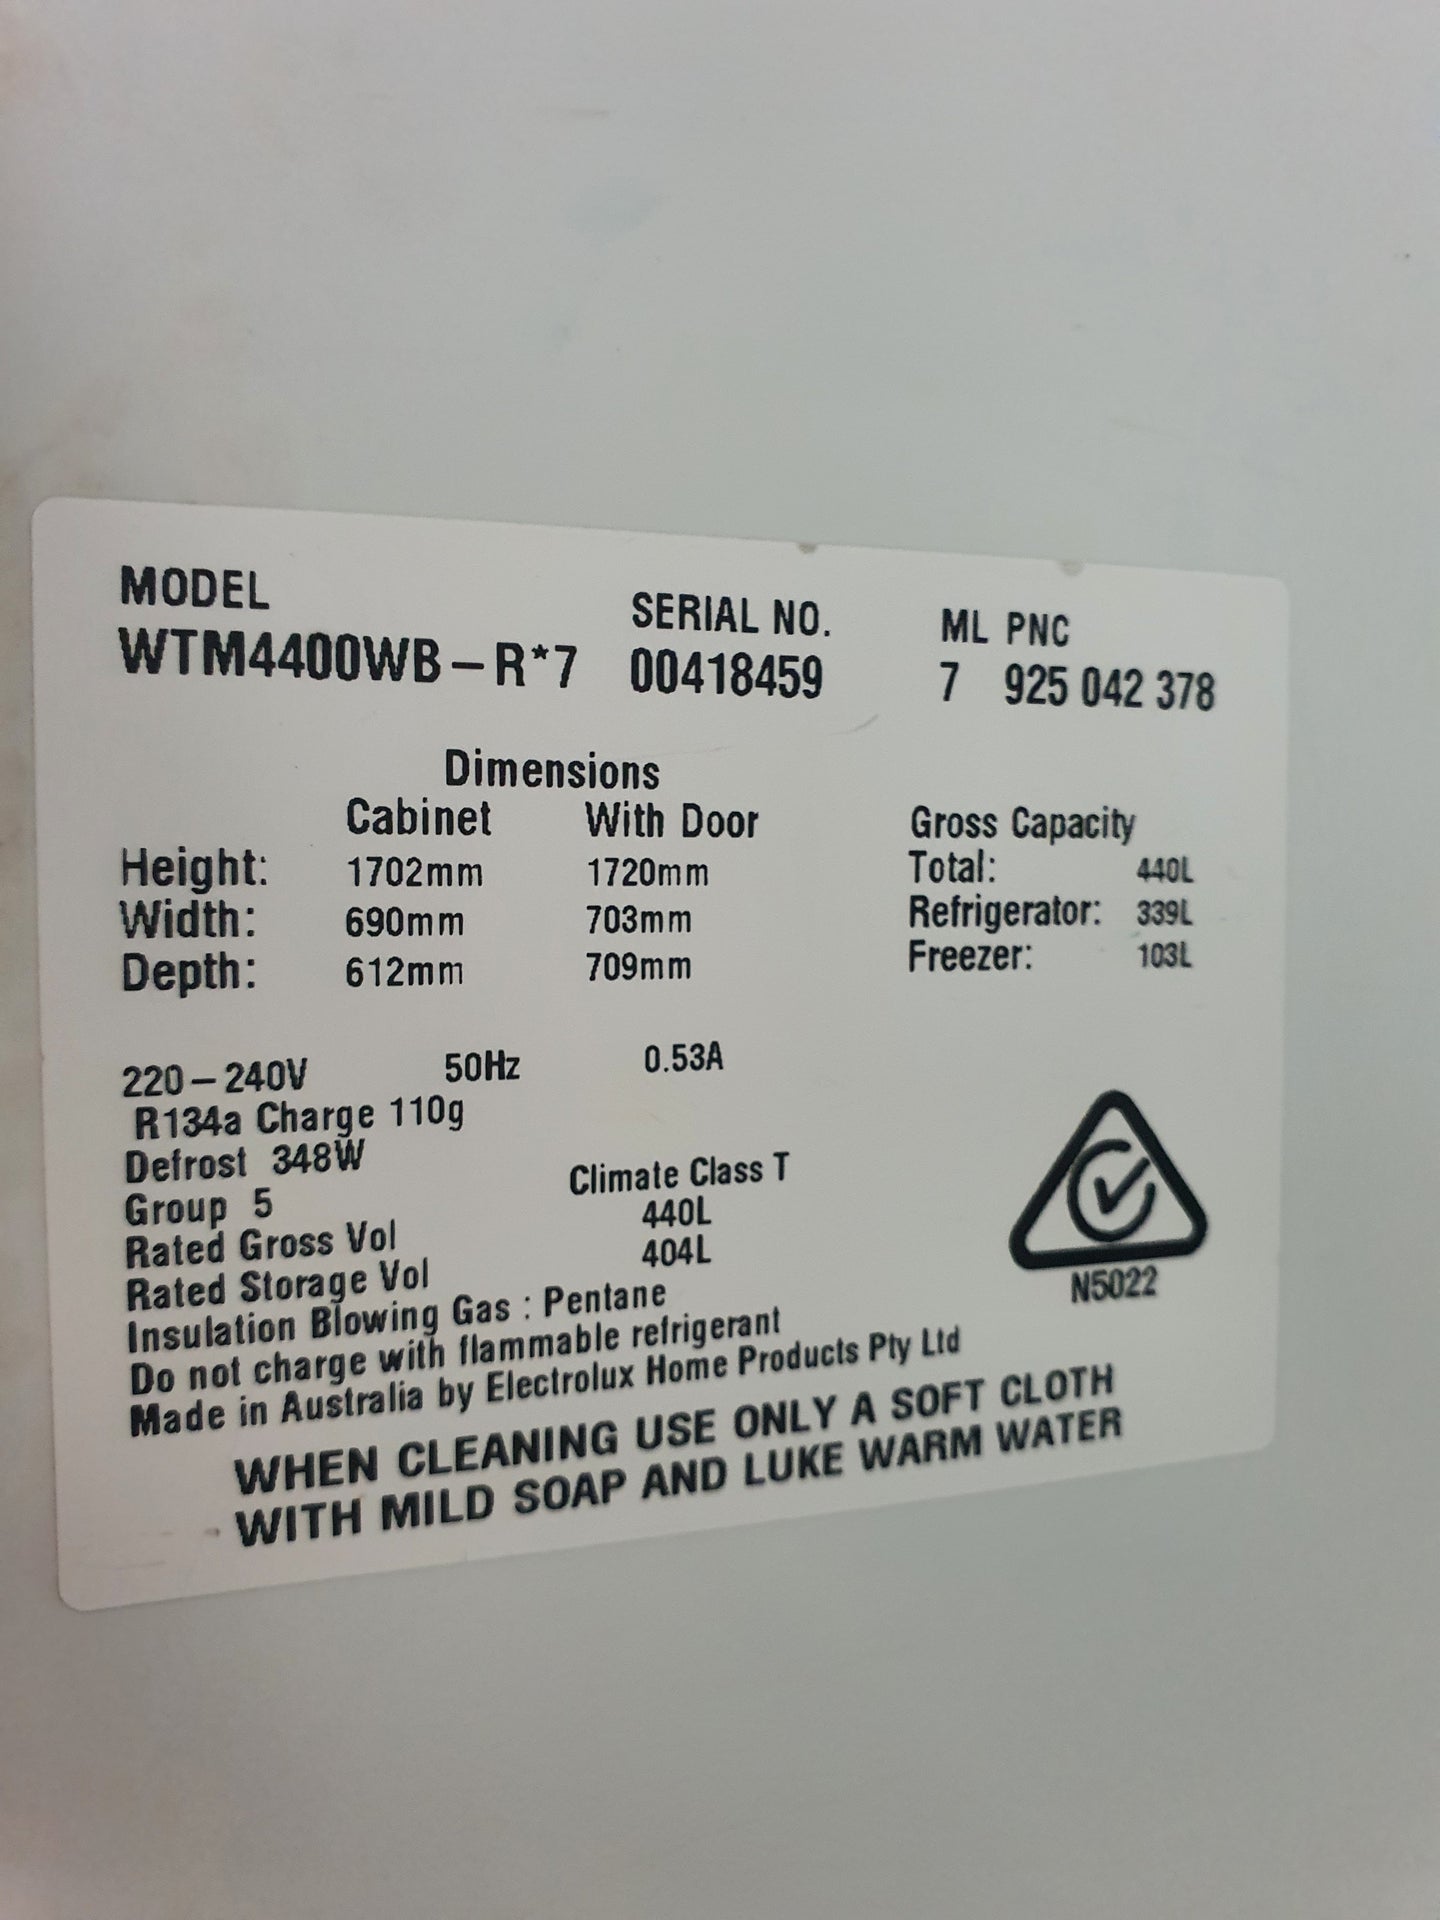 MODEL SERIAL NO. ML PNC
WTM4400WB-R*7 00418459 7 925 042 378
Dimensions
Cabinet With Door Gross Capacity
Height: 1702mm 1720mm Total: 440L
Width: 690mm 703mm Refrigerator: 339L
Depth: 612mm 709mm Freezer: 103L
220-240V 50Hz 0.53A
R134a Charge 110g
Defrost 348W Climate Class T
Group 5
Rated Gross Vol 440L
Rated Storage Vol 404L
Insulation Blowing Gas : Pentane
Do not charge with flammable refrigerant
Made in Australia by Electrolux Home Products Pty Ltd
N5022
WHEN CLEANING USE ONLY A SOFT CLOTH
WITH MILD SOAP AND LUKE WARM WATER